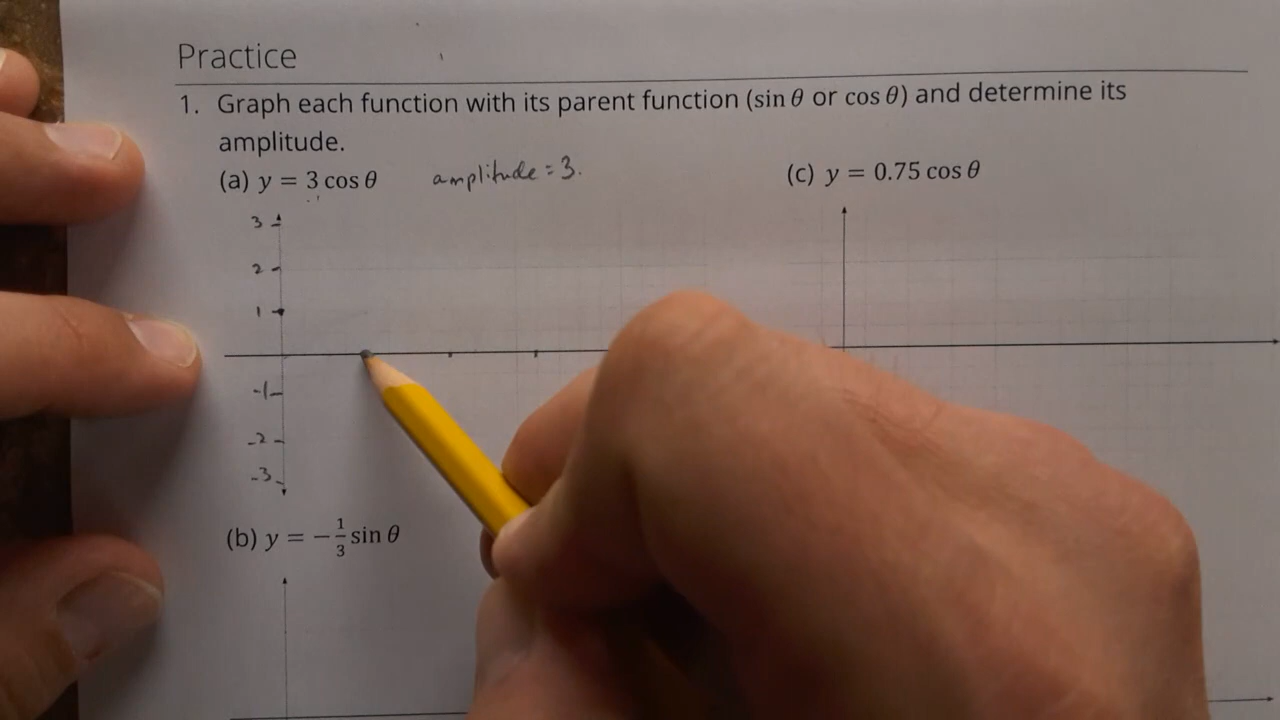 Practice
1. Graph each function with its parent function (sin θ or cos θ) and determine its
amplitude.
(a) y = 3 cos θ amplitude = 3.
(c) y = 0.75 cos θ
3
2
1
-1
-2
-3
(b) y = -1/3 sin θ